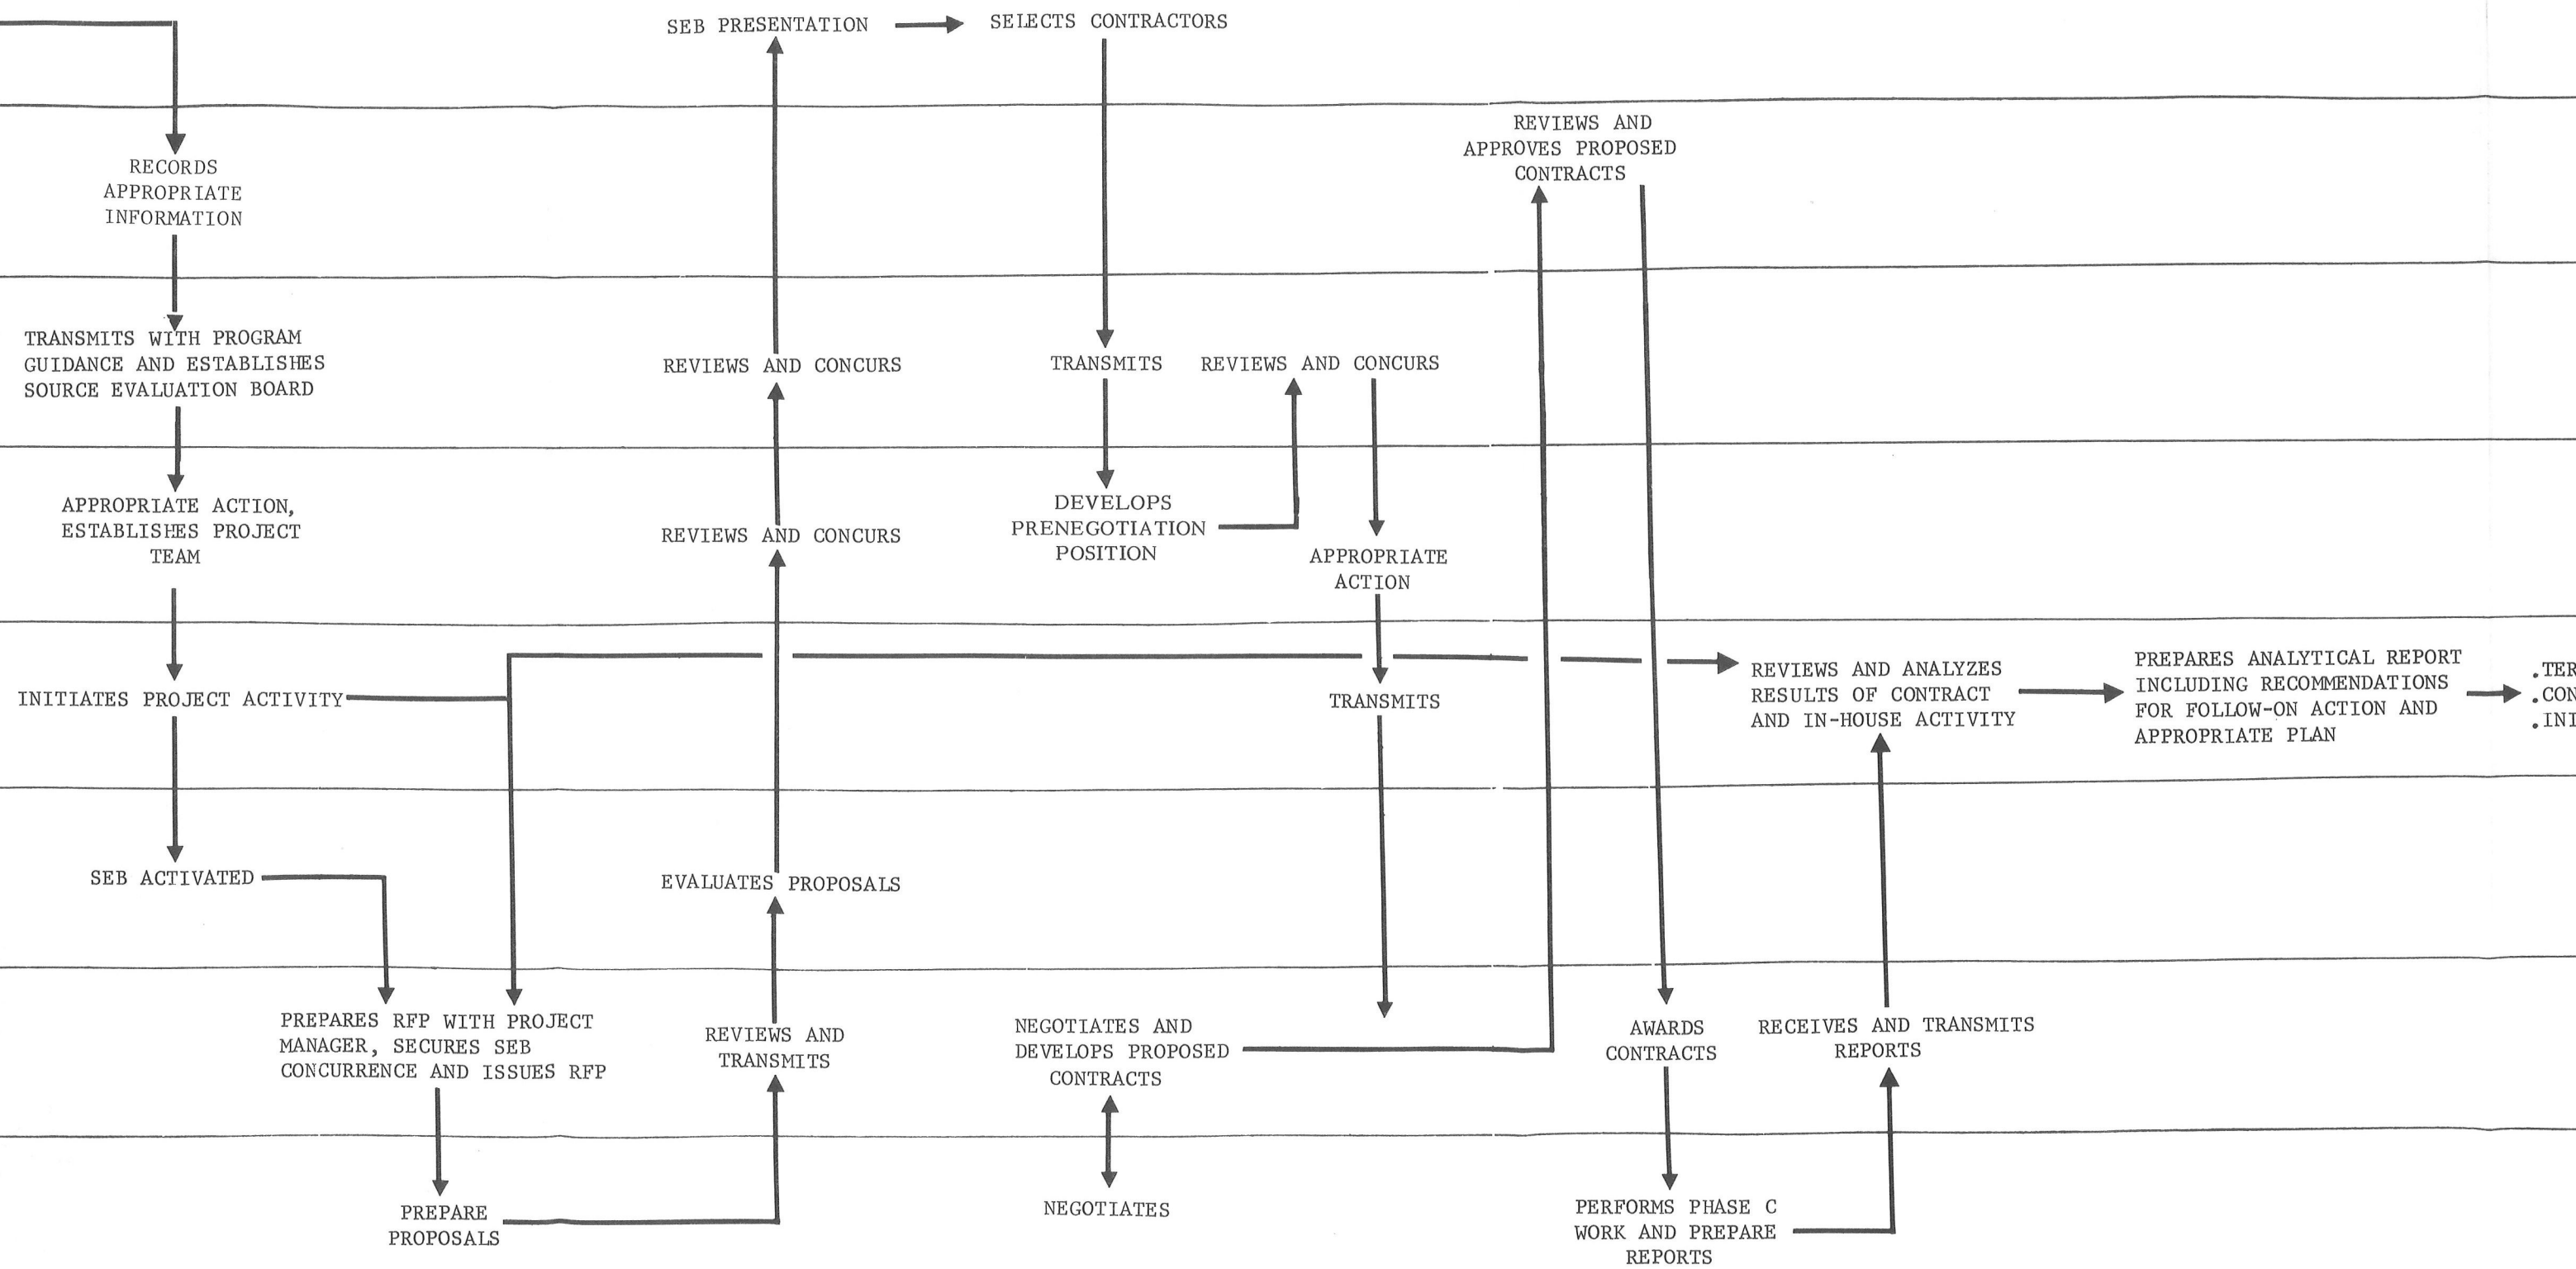 SEB PRESENTATION
SELECTS CONTRACTORS
RECORDS
APPROPRIATE
INFORMATION
REVIEWS AND
APPROVES PROPOSED
CONTRACTS
TRANSMITS WITH PROGRAM
GUIDANCE AND ESTABLISHES
SOURCE EVALUATION BOARD
REVIEWS AND CONCURS
TRANSMITS
REVIEWS AND CONCURS
APPROPRIATE ACTION,
ESTABLISHES PROJECT
TEAM
REVIEWS AND CONCURS
DEVELOPS
PRENEGOTIATION
POSITION
APPROPRIATE
ACTION
INITIATES PROJECT ACTIVITY
TRANSMITS
REVIEWS AND ANALYZES
RESULTS OF CONTRACT
AND IN-HOUSE ACTIVITY
PREPARES ANALYTICAL REPORT
INCLUDING RECOMMENDATIONS
FOR FOLLOW-ON ACTION AND
APPROPRIATE PLAN
.TER
.CON
.INI
SEB ACTIVATED
EVALUATES PROPOSALS
PREPARES RFP WITH PROJECT
MANAGER, SECURES SEB
CONCURRENCE AND ISSUES RFP
REVIEWS AND
TRANSMITS
NEGOTIATES AND
DEVELOPS PROPOSED
CONTRACTS
AWARDS
CONTRACTS
RECEIVES AND TRANSMITS
REPORTS
PREPARE
PROPOSALS
NEGOTIATES
PERFORMS PHASE C
WORK AND PREPARE
REPORTS